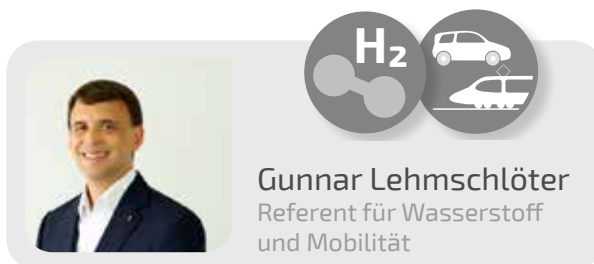 H₂
Gunnar Lehmschlöter
Referent für Wasserstoff
und Mobilität